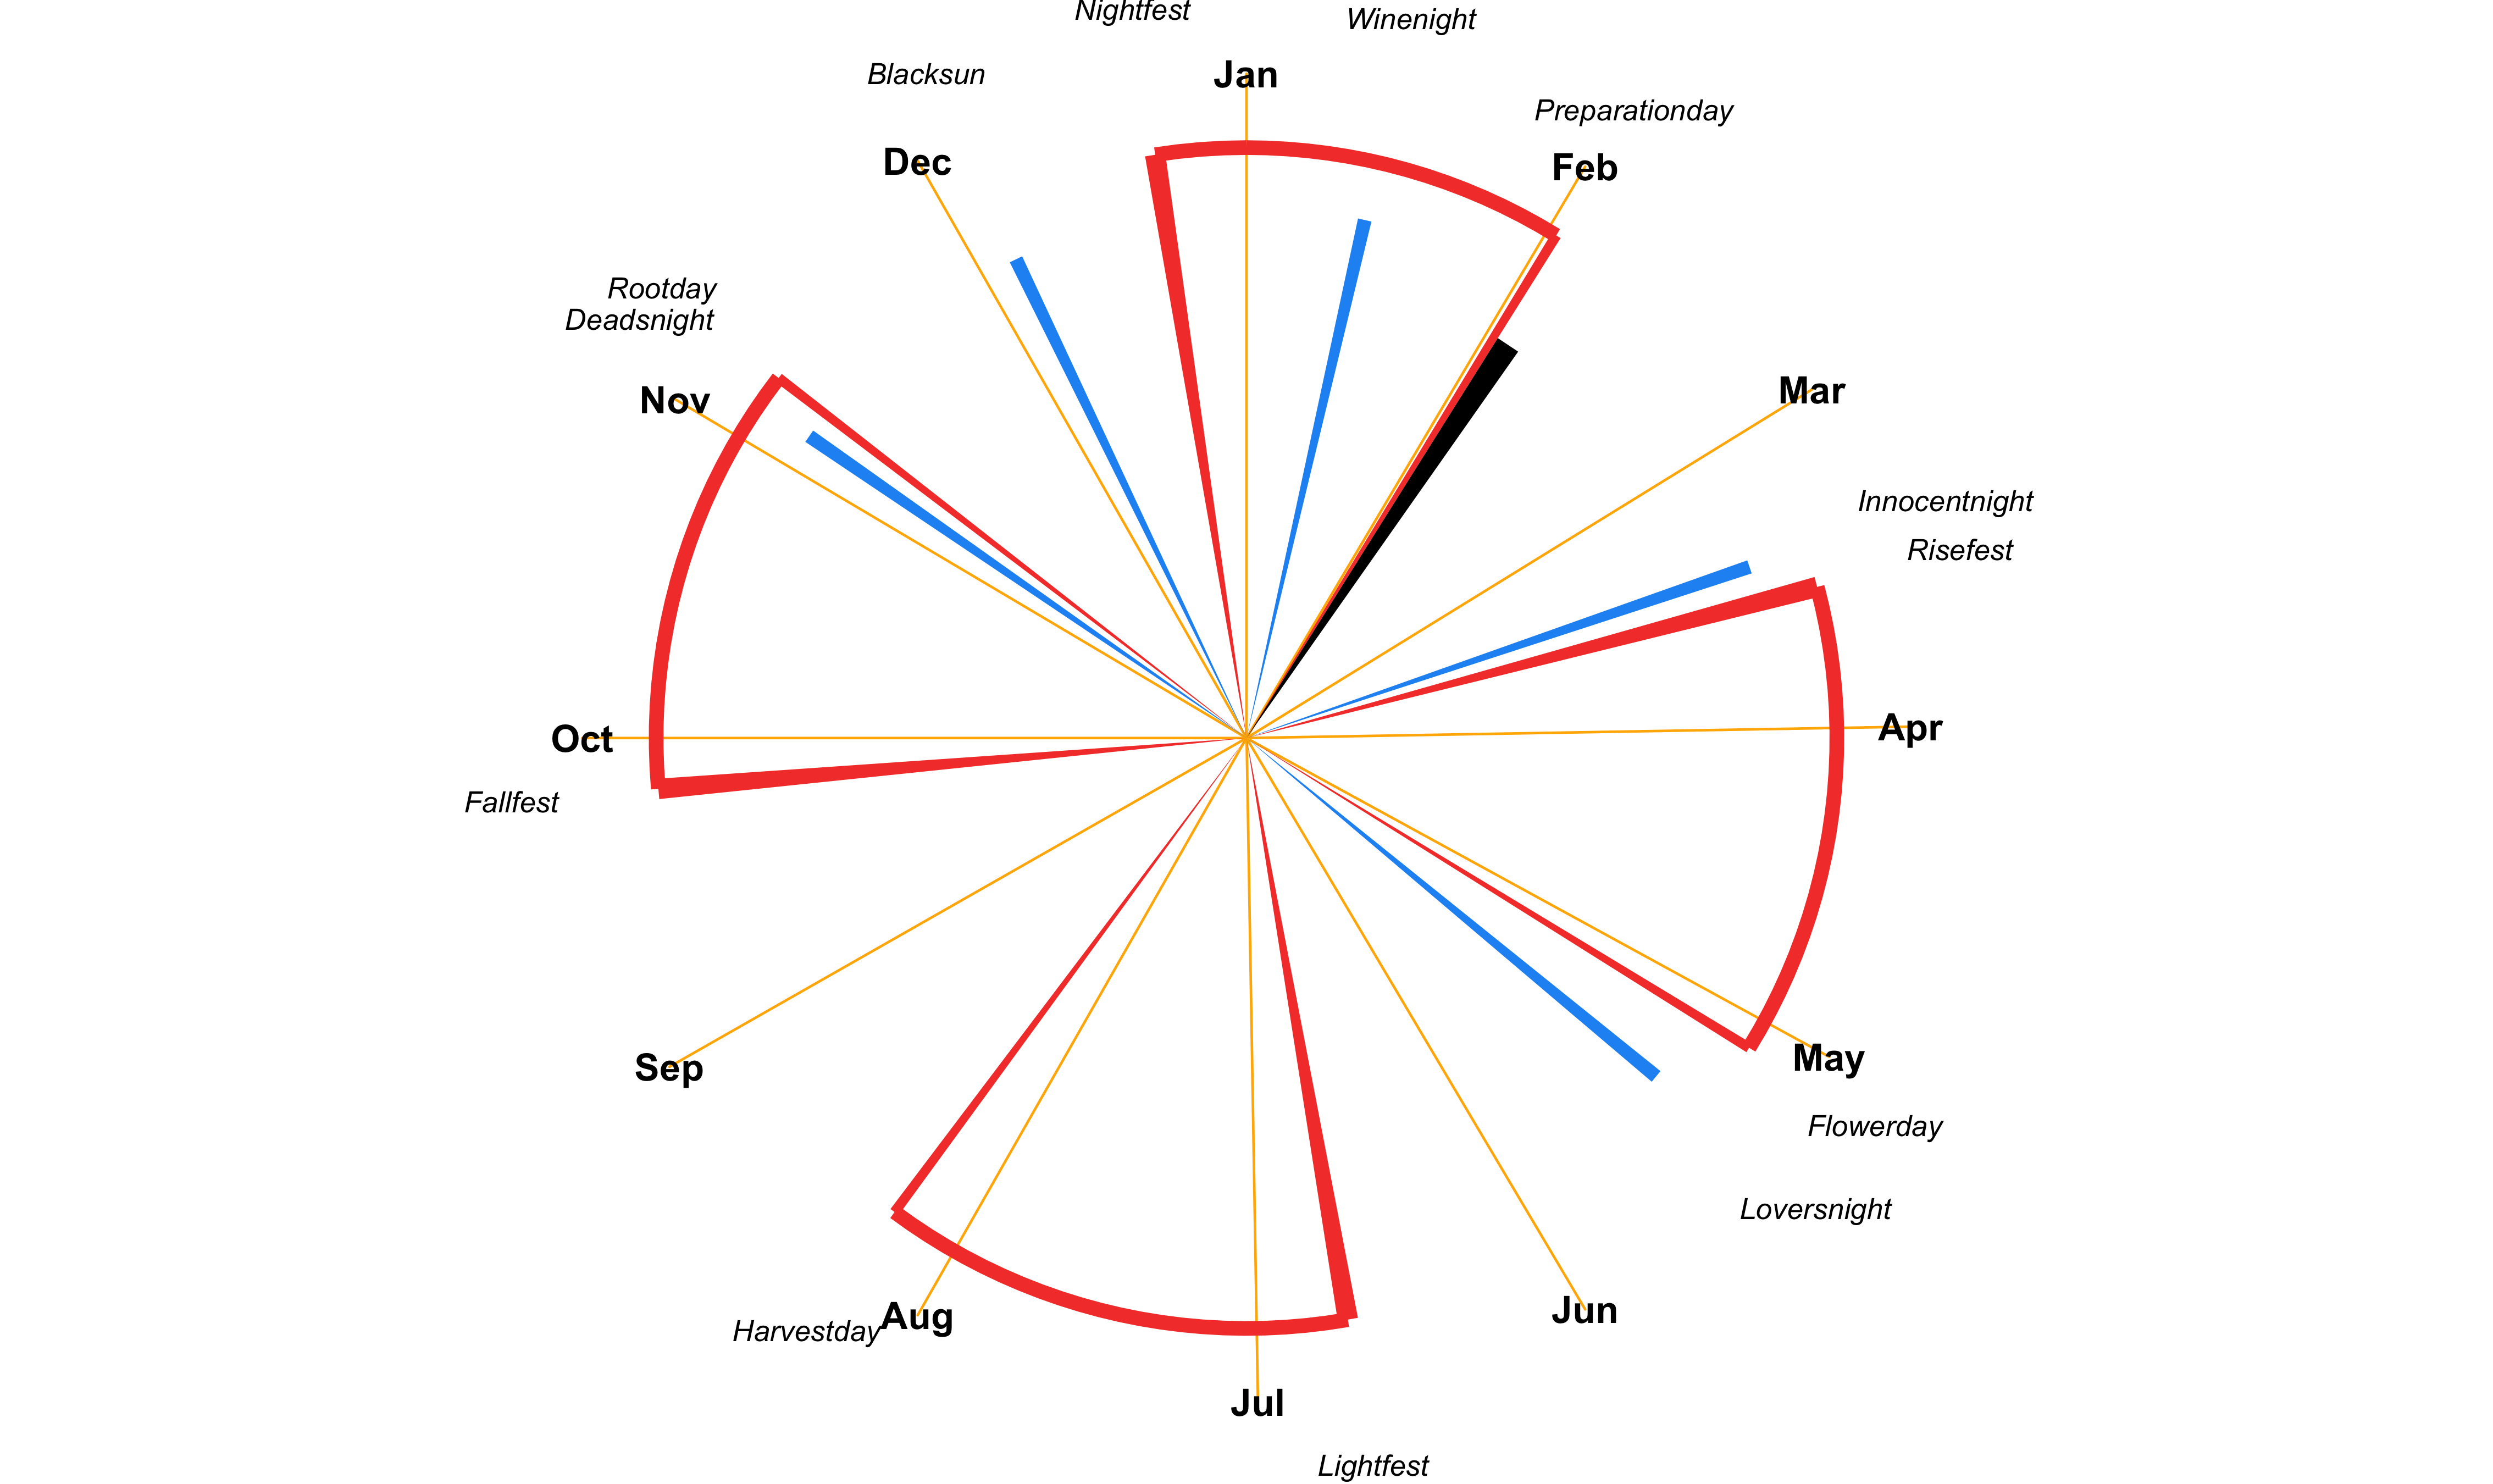 Nightfest
Winenight
Blacksun
Jan
Preparationday
Dec
Feb
Rootday
Deadsnight
Nov
Mar
Innocentnight
Risefest
Oct
Apr
Fallfest
Sep
May
Flowerday
Loversnight
Harvestday
Aug
Jun
Jul
Lightfest